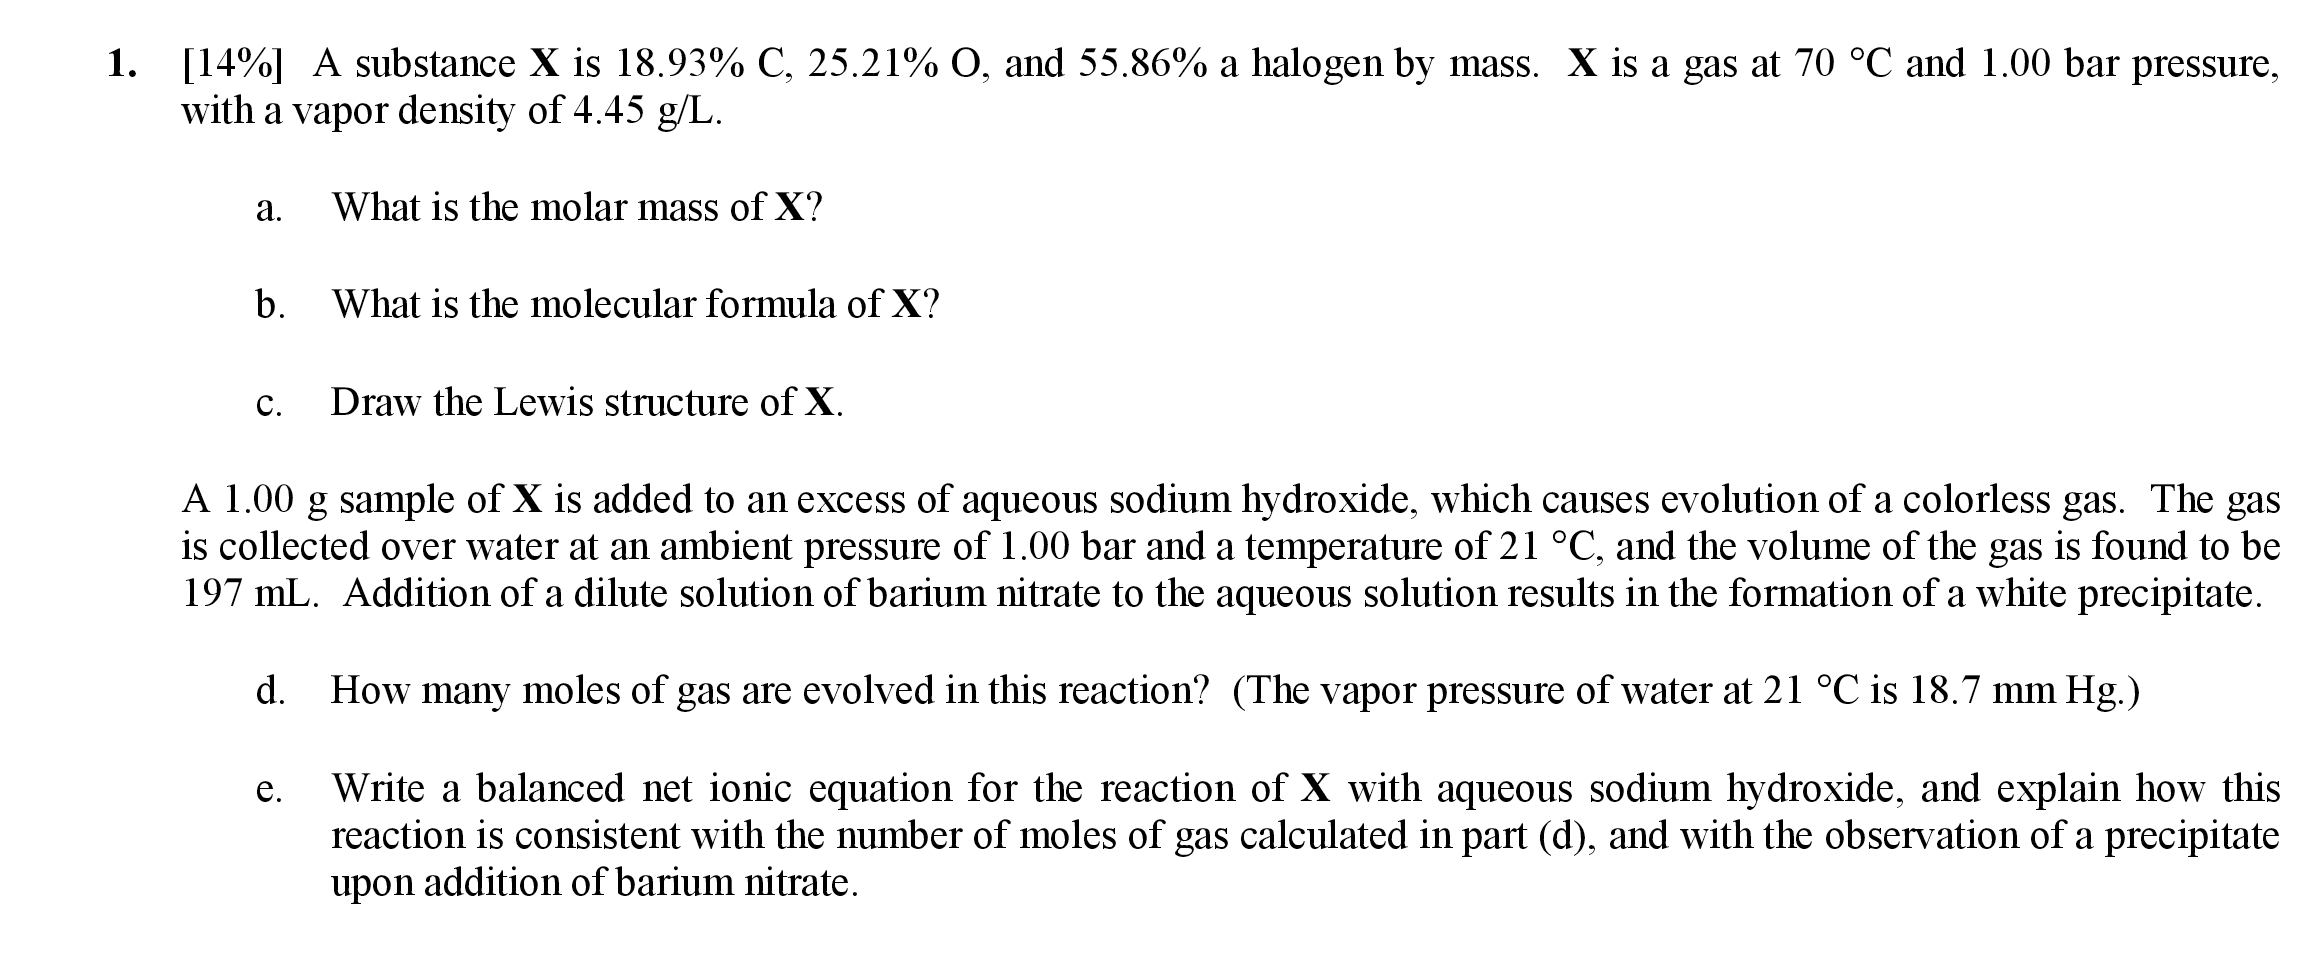 1. [14%] A substance X is 18.93% C, 25.21% O, and 55.86% a halogen by mass. X is a gas at 70 °C and 1.00 bar pressure,
with a vapor density of 4.45 g/L.
a. What is the molar mass of X?
b. What is the molecular formula of X?
c. Draw the Lewis structure of X.
A 1.00 g sample of X is added to an excess of aqueous sodium hydroxide, which causes evolution of a colorless gas. The gas
is collected over water at an ambient pressure of 1.00 bar and a temperature of 21 °C, and the volume of the gas is found to be
197 mL. Addition of a dilute solution of barium nitrate to the aqueous solution results in the formation of a white precipitate.
d. How many moles of gas are evolved in this reaction? (The vapor pressure of water at 21 °C is 18.7 mm Hg.)
e. Write a balanced net ionic equation for the reaction of X with aqueous sodium hydroxide, and explain how this
reaction is consistent with the number of moles of gas calculated in part (d), and with the observation of a precipitate
upon addition of barium nitrate.